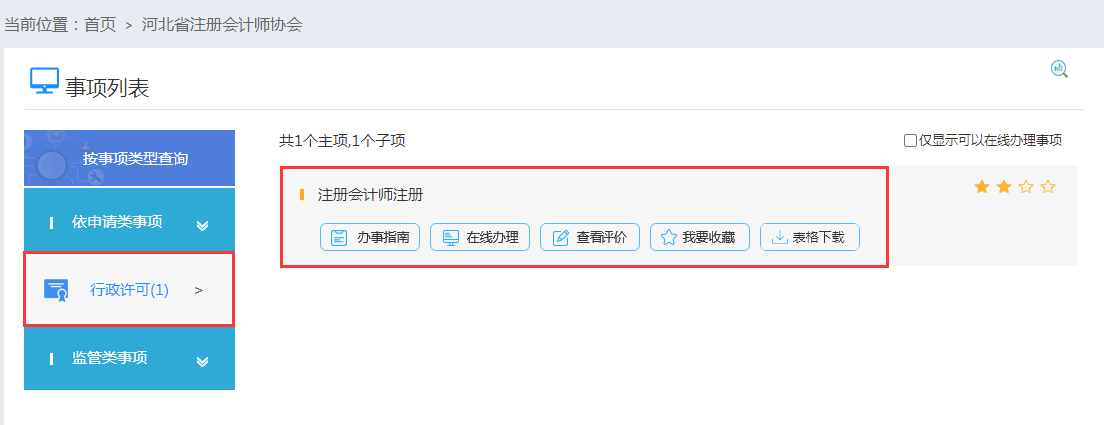 当前位置：首页 > 河北省注册会计师协会
事项列表
按事项类型查询
共1个主项,1个子项
仅显示可以在线办理事项
注册会计师注册
依申请类事项
办事指南 在线办理 查看评价 我要收藏 表格下载
行政许可(1) >
监管类事项